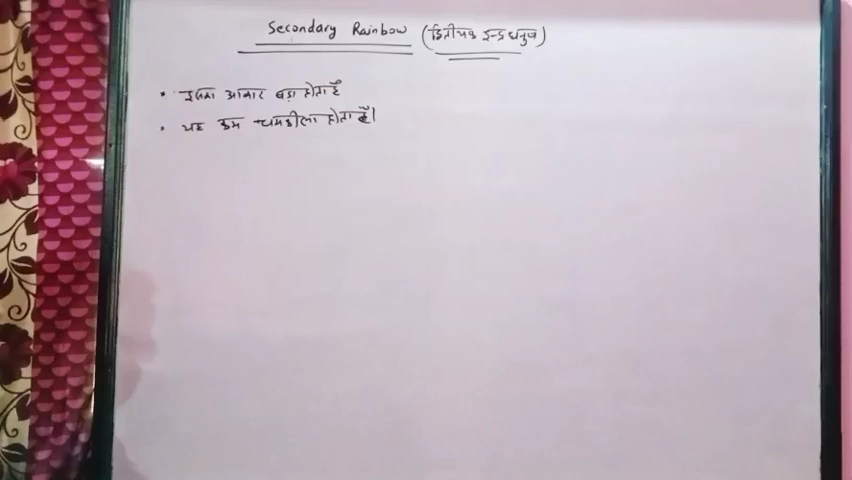 Secondary Rainbow (द्वितीयक इन्द्रधनुष)
• इसका आकार बड़ा होता है
• यह कम चमकीला होता है।